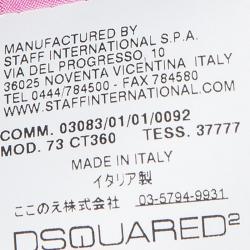 MANUFACTURED BY
STAFF INTERNATIONAL S.P.A.
VIA DEL PROGRESSO, 10
36025 NOVENTA VICENTINA ITALY
TEL 0444/784500 - FAX 784580
WWW.STAFFINTERNATIONAL.COM
COMM. 03083/01/01/0092
MOD. 73 CT360 TESS. 37777
MADE IN ITALY
イタリア製
03-5794-9931
ここのえ株式会社
DSQUARED²